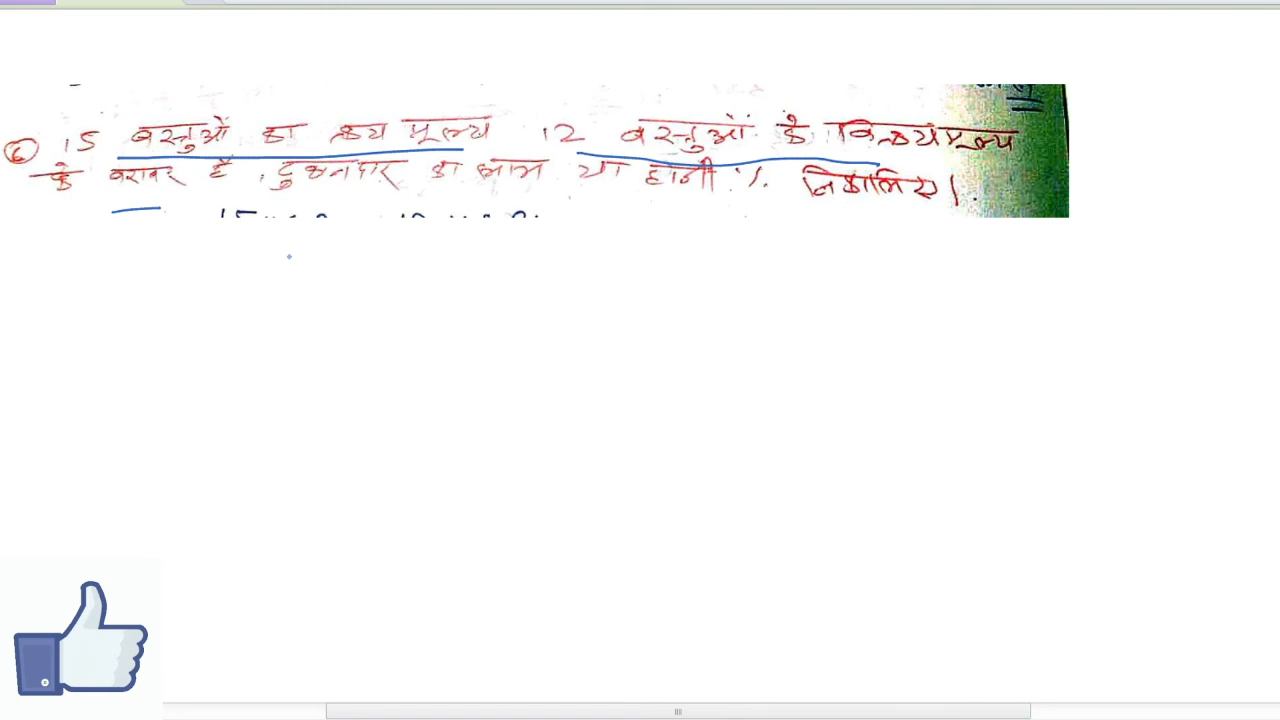 ⑥ 15 वस्तुओं का क्रय मूल्य 12 वस्तुओं के विक्रय मूल्य
के बराबर है, दुकानदार का लाभ या हानी % निकालिए।